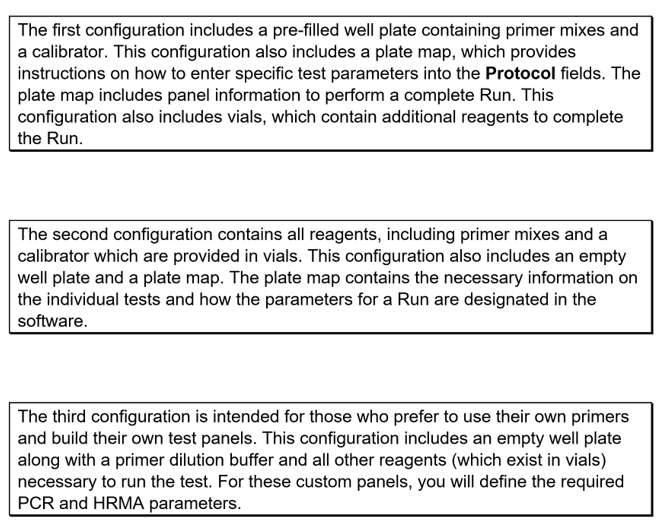 The first configuration includes a pre-filled well plate containing primer mixes and
a calibrator. This configuration also includes a plate map, which provides
instructions on how to enter specific test parameters into the Protocol fields. The
plate map includes panel information to perform a complete Run. This
configuration also includes vials, which contain additional reagents to complete
the Run.
The second configuration contains all reagents, including primer mixes and a
calibrator which are provided in vials. This configuration also includes an empty
well plate and a plate map. The plate map contains the necessary information on
the individual tests and how the parameters for a Run are designated in the
software.
The third configuration is intended for those who prefer to use their own primers
and build their own test panels. This configuration includes an empty well plate
along with a primer dilution buffer and all other reagents (which exist in vials)
necessary to run the test. For these custom panels, you will define the required
PCR and HRMA parameters.